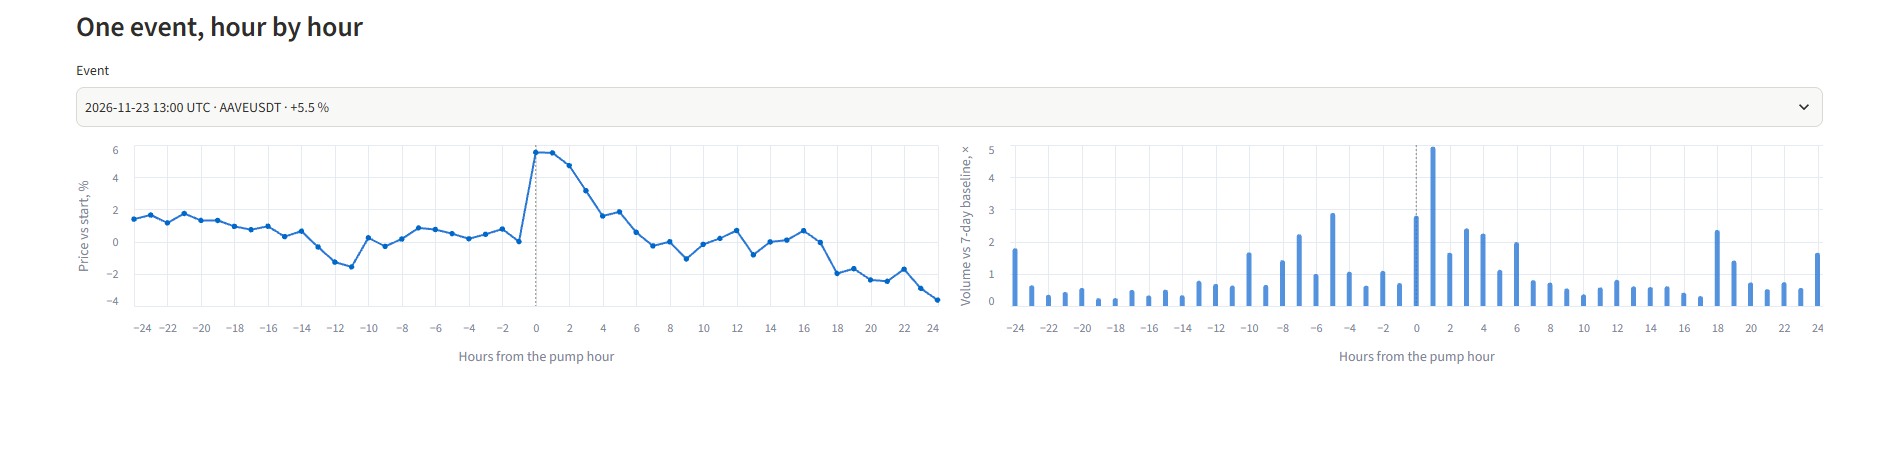 One event, hour by hour
Event
2026-11-23 13:00 UTC · AAVEUSDT · +5.5 %
Price vs start, %
6
4
2
0
−2
−4
−24 −22 −20 −18 −16 −14 −12 −10 −8 −6 −4 −2 0 2 4 6 8 10 12 14 16 18 20 22 24
Hours from the pump hour
Volume vs 7-day baseline, ×
5
4
3
2
1
0
−24 −22 −20 −18 −16 −14 −12 −10 −8 −6 −4 −2 0 2 4 6 8 10 12 14 16 18 20 22 24
Hours from the pump hour